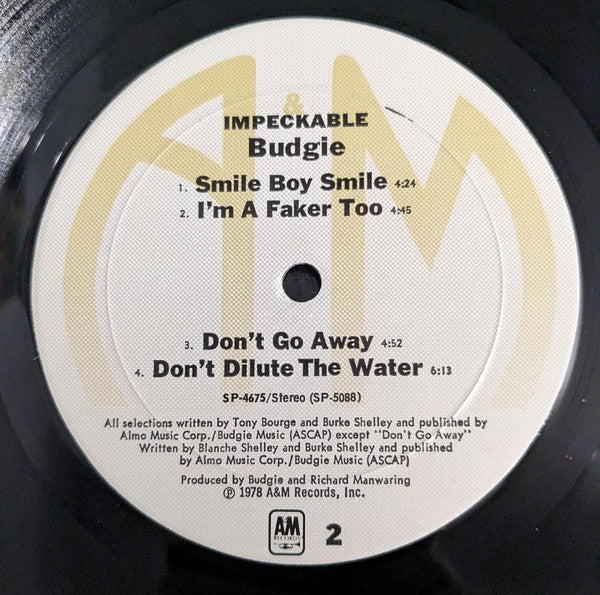 A&M
IMPECKABLE
Budgie
1. Smile Boy Smile 4:24
2. I'm A Faker Too 4:45
3. Don't Go Away 4:52
4. Don't Dilute The Water 6:13
SP-4675/Stereo (SP-5088)
All selections written by Tony Bourge and Burke Shelley and published by
Almo Music Corp./Budgie Music (ASCAP) except "Don't Go Away"
Written by Blanche Shelley and Burke Shelley and published
by Almo Music Corp./Budgie Music (ASCAP)
Produced by Budgie and Richard Manwaring
℗ 1978 A&M Records, Inc.
AM
RECORDS
2